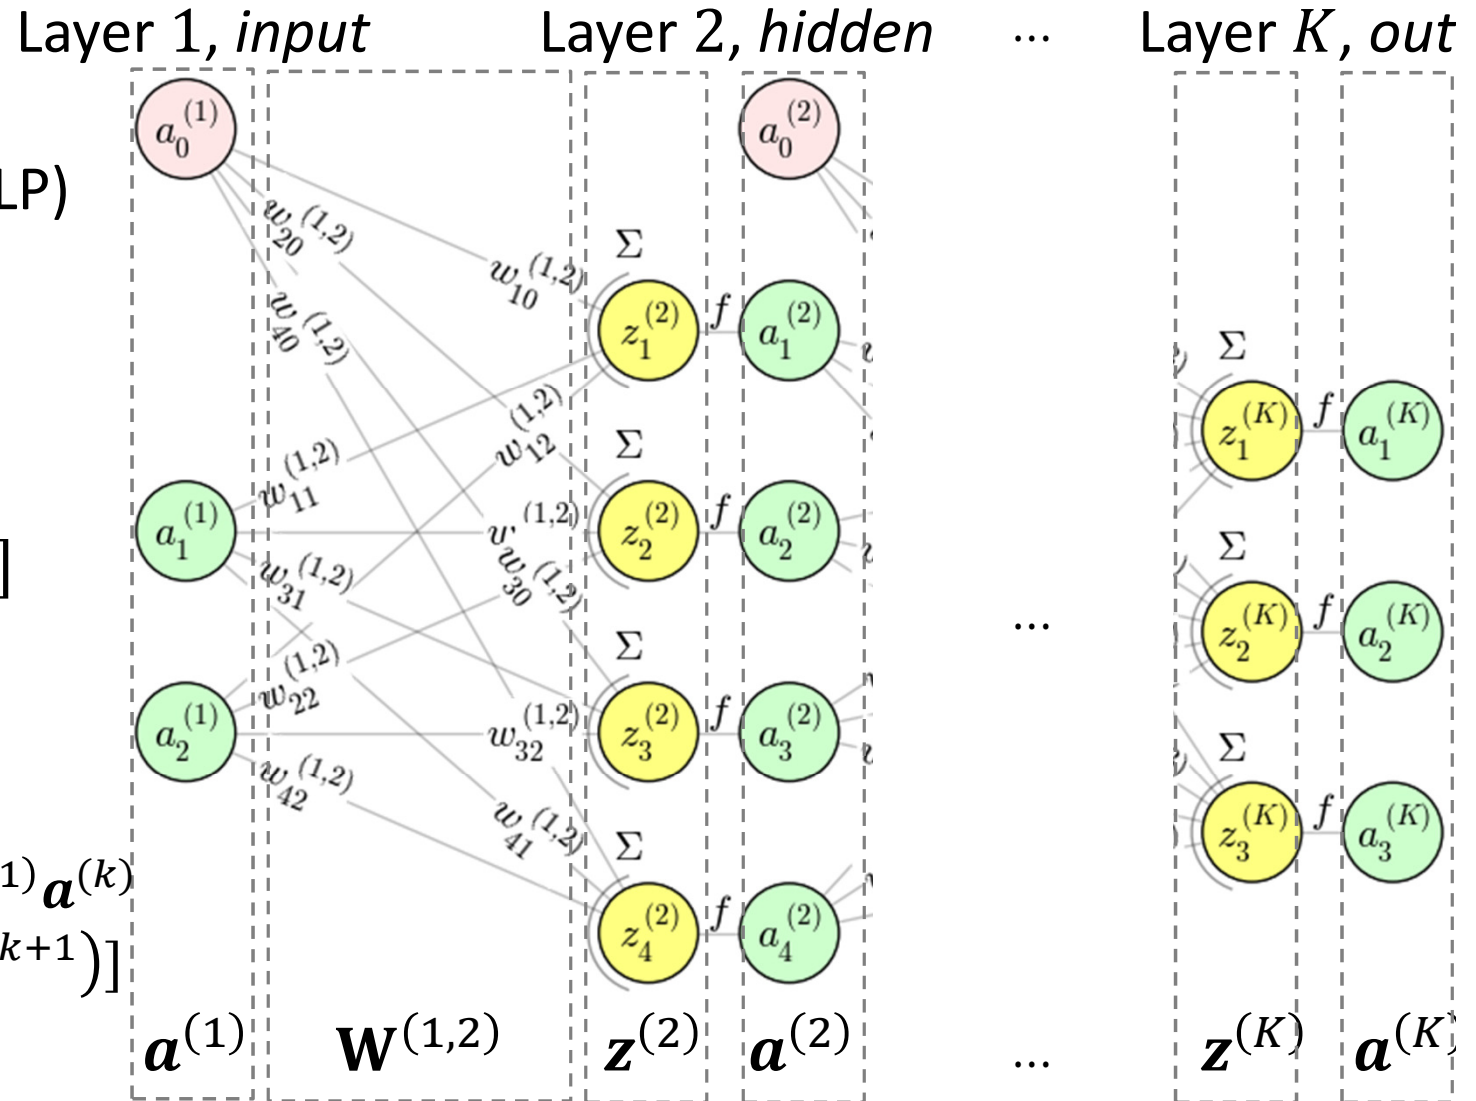 Layer 1, input Layer 2, hidden ... Layer K, out
LP)
a_0^(1) a_0^(2)
w_20^(1,2)
w_10^(1,2)
w_40^(1,2)
Σ
z_1^(2) f a_1^(2)
Σ
z_1^(K) f a_1^(K)
w_12^(1,2)
w_11^(1,2)
Σ
a_1^(1) w^(1,2) z_2^(2) f a_2^(2)
]
w_31^(1,2)
w_30^(1,2)
Σ
z_2^(K) f a_2^(K)
...
w_22^(1,2)
Σ
a_2^(1) w_32^(1,2) z_3^(2) f a_3^(2)
w_42^(1,2)
w_41^(1,2)
Σ
z_3^(K) f a_3^(K)
Σ
z_4^(2) f a_4^(2)
1) a^(k)
k+1)]
a^(1) W^(1,2) z^(2) a^(2) ... z^(K) a^(K)